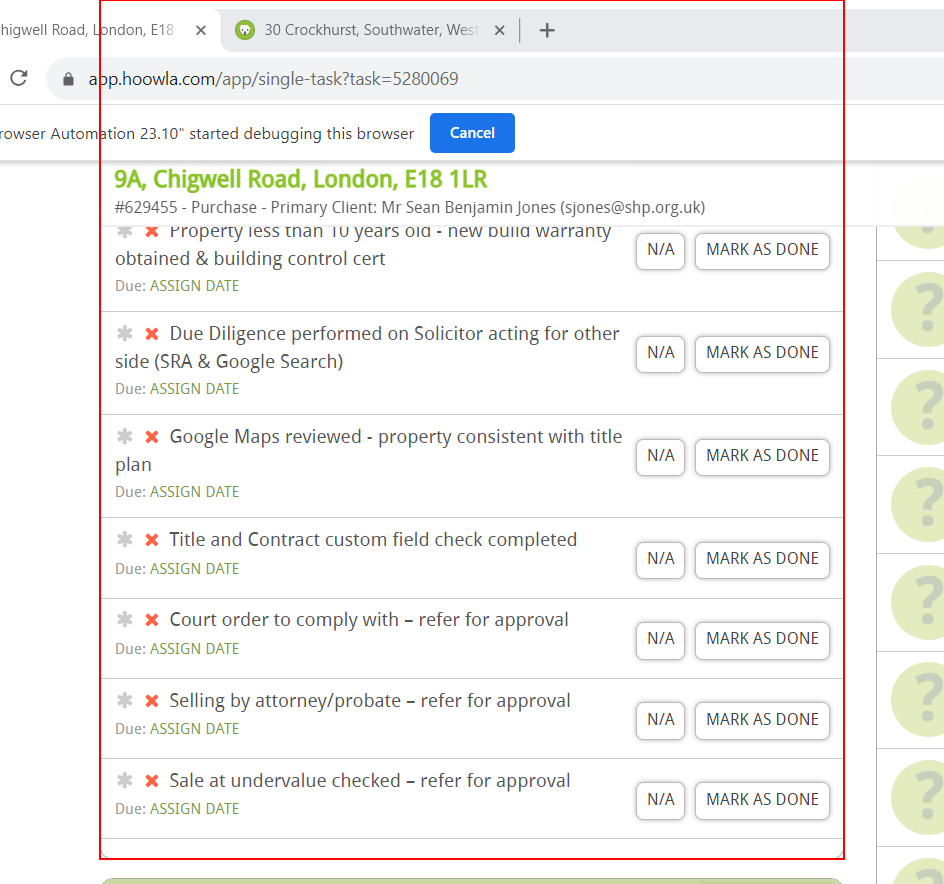 higwell Road, London, E18
30 Crockhurst, Southwater, West
app.hoowla.com/app/single-task?task=5280069
rowser Automation 23.10" started debugging this browser
Cancel
9A, Chigwell Road, London, E18 1LR
#629455 - Purchase - Primary Client: Mr Sean Benjamin Jones (sjones@shp.org.uk)
Property less than 10 years old - new build warranty
obtained & building control cert
N/A MARK AS DONE
Due: ASSIGN DATE
Due Diligence performed on Solicitor acting for other
side (SRA & Google Search)
N/A MARK AS DONE
Due: ASSIGN DATE
Google Maps reviewed - property consistent with title
plan
N/A MARK AS DONE
Due: ASSIGN DATE
Title and Contract custom field check completed
N/A MARK AS DONE
Due: ASSIGN DATE
Court order to comply with – refer for approval
N/A MARK AS DONE
Due: ASSIGN DATE
Selling by attorney/probate – refer for approval
N/A MARK AS DONE
Due: ASSIGN DATE
Sale at undervalue checked – refer for approval
N/A MARK AS DONE
Due: ASSIGN DATE
?
?
?
?
?
?